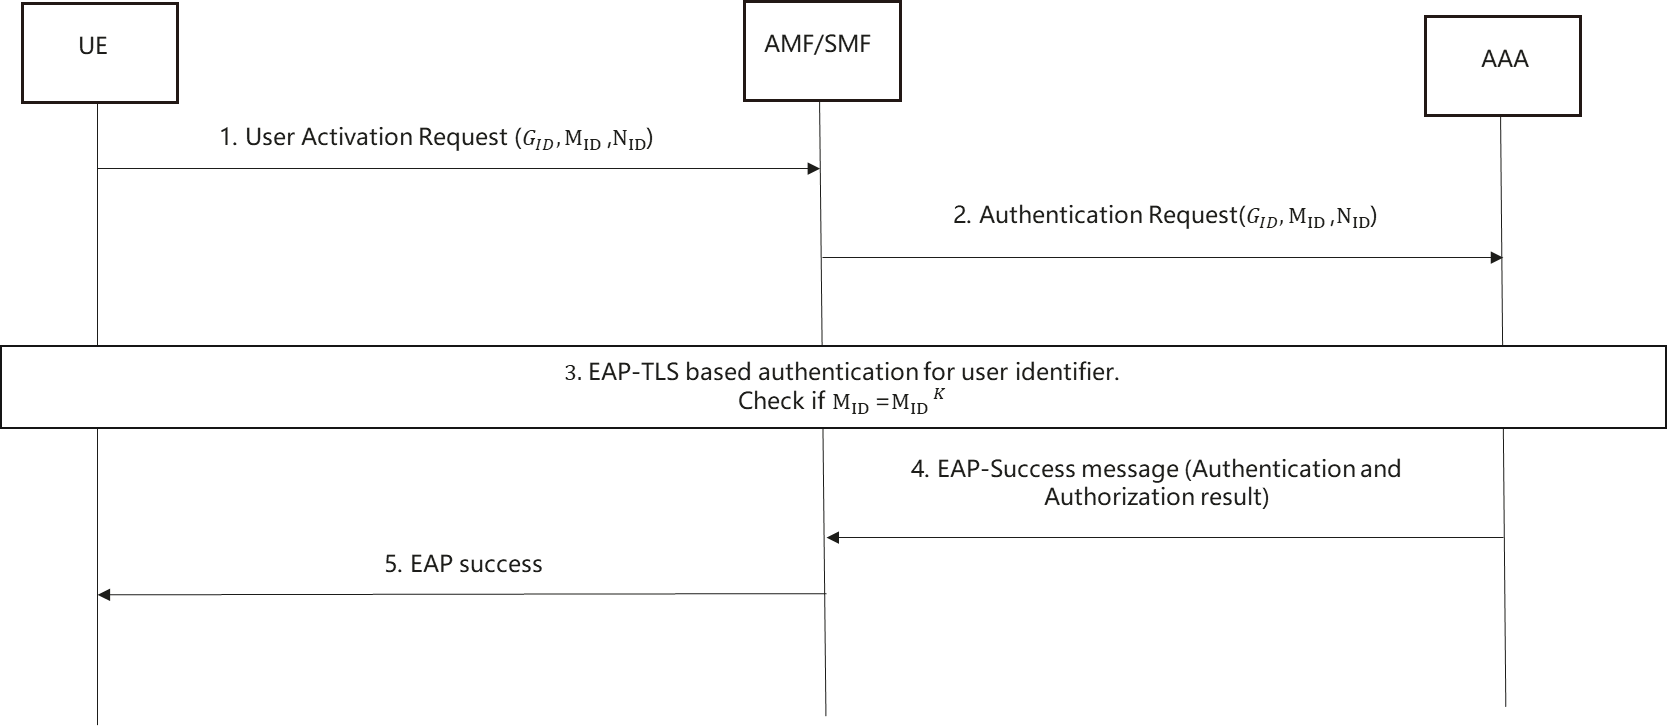 UE
AMF/SMF
AAA
1. User Activation Request (G_ID, M_ID ,N_ID)
2. Authentication Request(G_ID, M_ID ,N_ID)
3. EAP-TLS based authentication for user identifier.
Check if M_ID =M_ID^K
4. EAP-Success message (Authentication and
Authorization result)
5. EAP success